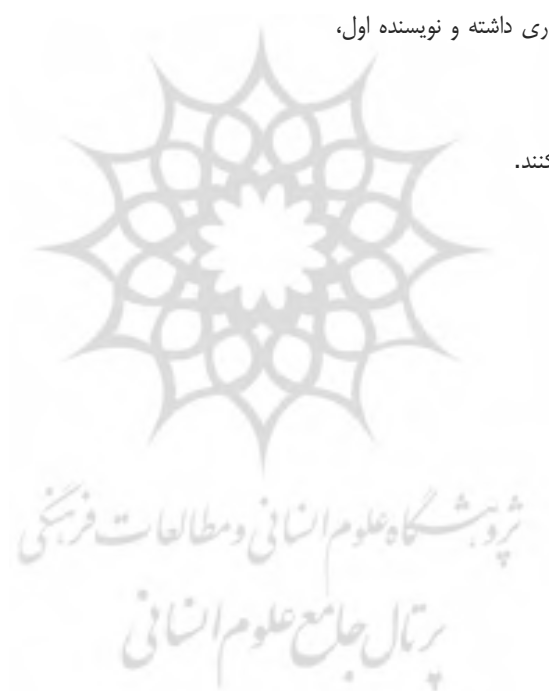 ری داشته و نویسنده اول،
کنند.
پژوهشگاه علوم انسانی و مطالعات فرهنگی
پرتال جامع علوم انسانی